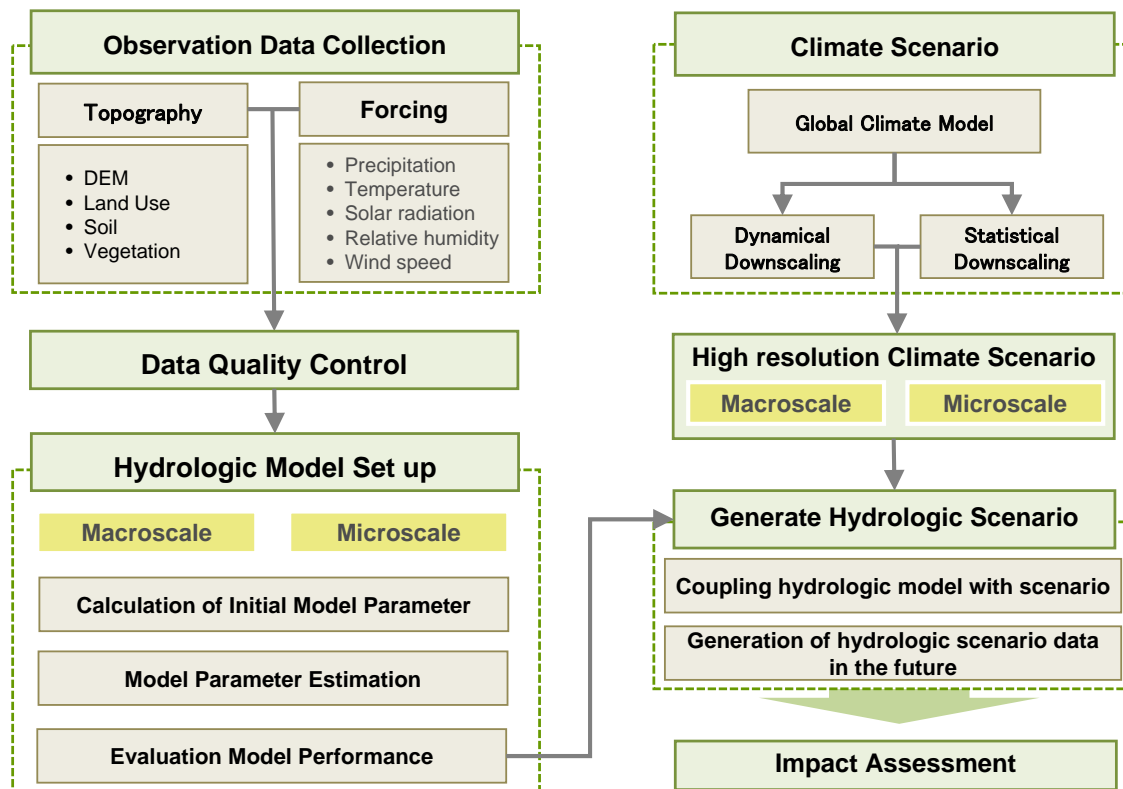 Observation Data Collection
Topography
• DEM
• Land Use
• Soil
• Vegetation
Forcing
• Precipitation
• Temperature
• Solar radiation
• Relative humidity
• Wind speed
Data Quality Control
Hydrologic Model Set up
Macroscale
Microscale
Calculation of Initial Model Parameter
Model Parameter Estimation
Evaluation Model Performance
Climate Scenario
Global Climate Model
Dynamical
Downscaling
Statistical
Downscaling
High resolution Climate Scenario
Macroscale
Microscale
Generate Hydrologic Scenario
Coupling hydrologic model with scenario
Generation of hydrologic scenario data
in the future
Impact Assessment